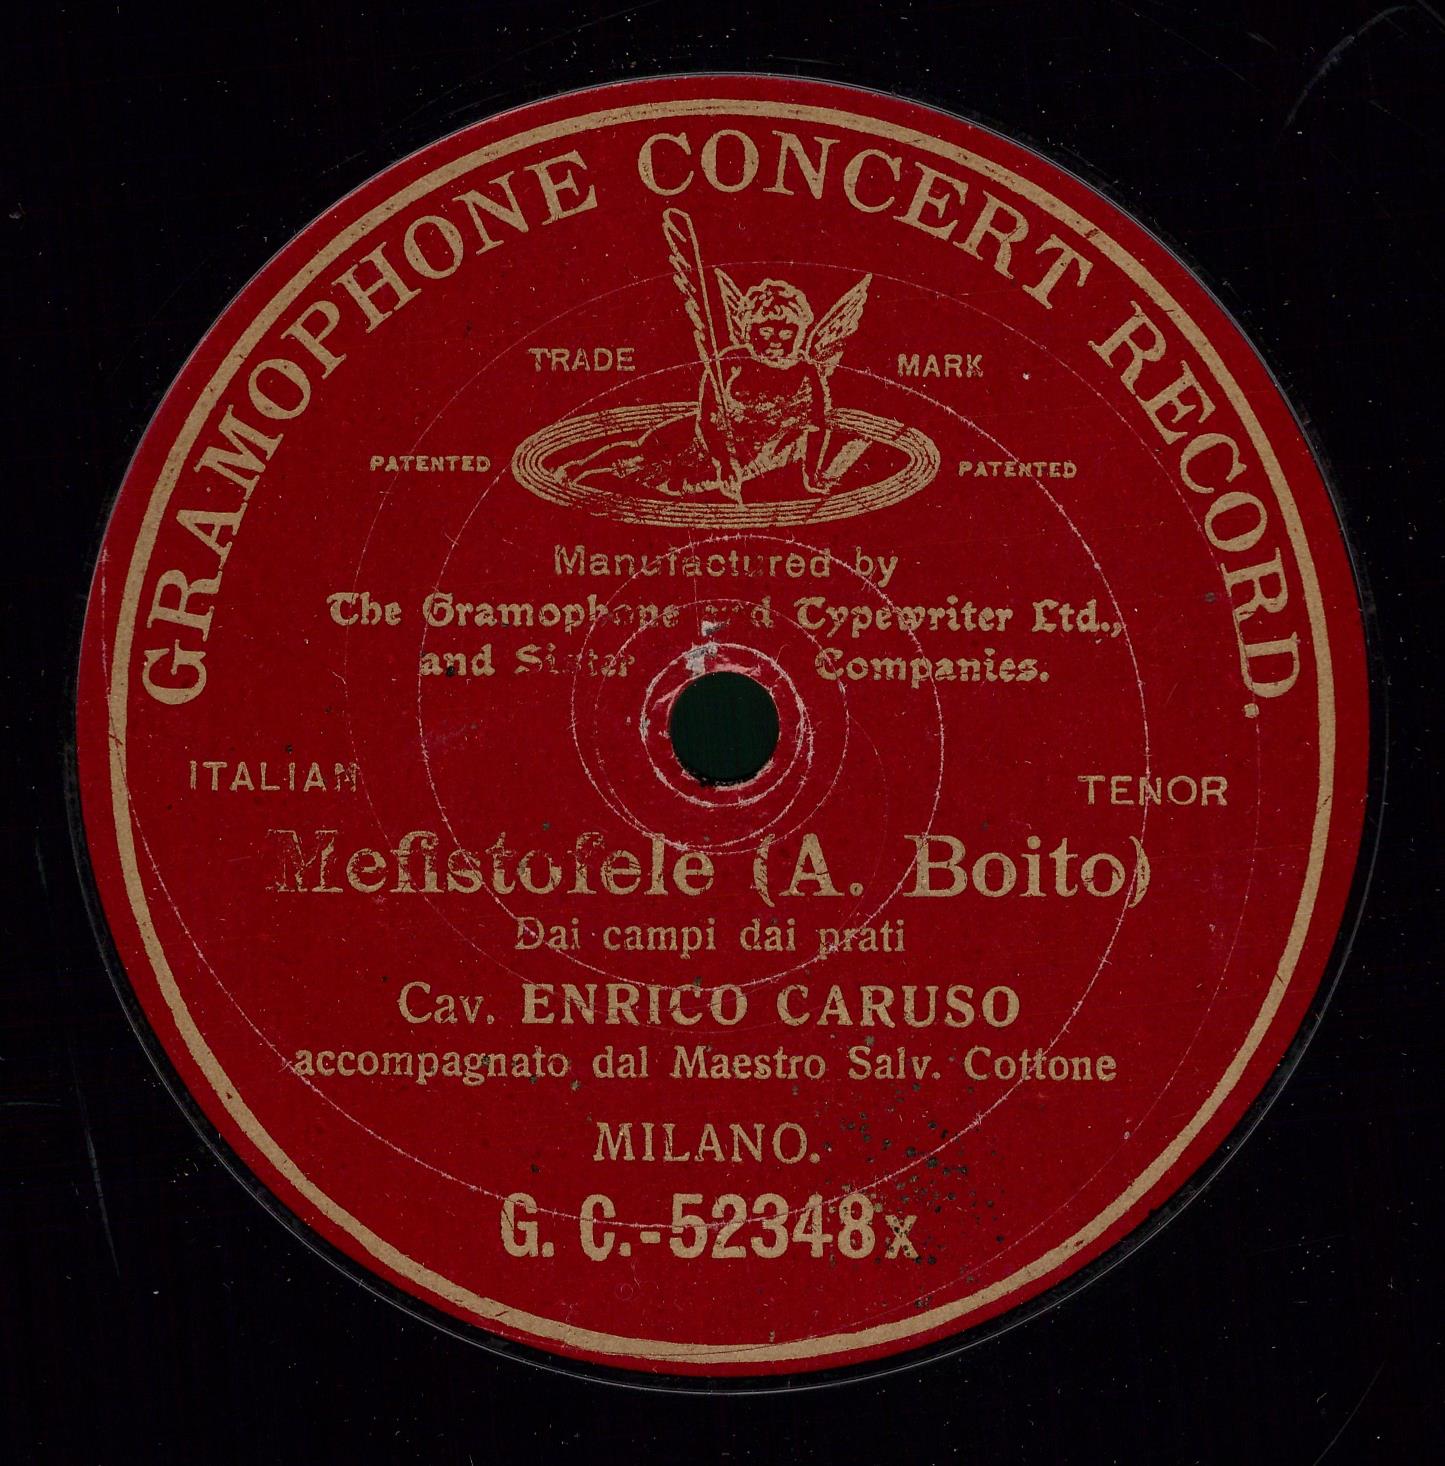 GRAMOPHONE CONCERT RECORD.
TRADE MARK
PATENTED PATENTED
Manufactured by
The Gramophone and Typewriter Ltd.,
and Sister Companies.
ITALIAN TENOR
Mefistofele (A. Boito)
Dai campi dai prati
Cav. ENRICO CARUSO
accompagnato dal Maestro Salv. Cottone
MILANO.
G. C.-52348x